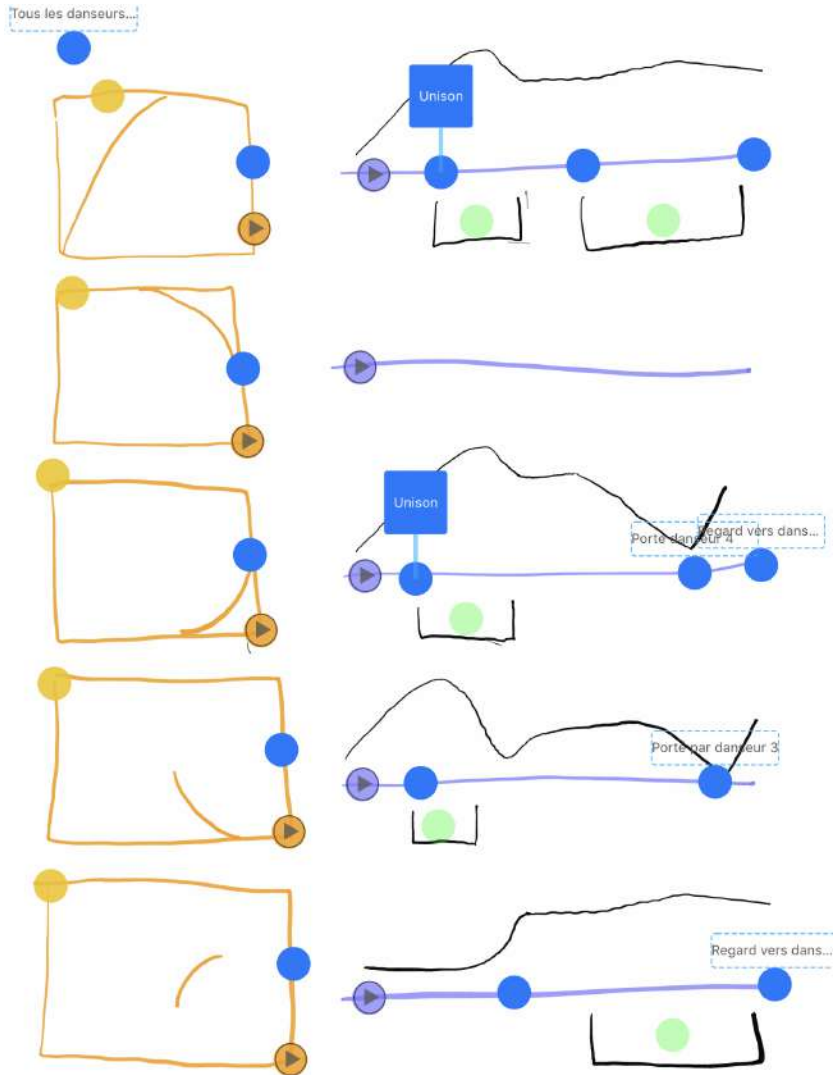 Tous les danseurs...
Unison
Unison
Porte danseur 4
Regard vers dans...
Porte par danseur 3
Regard vers dans...